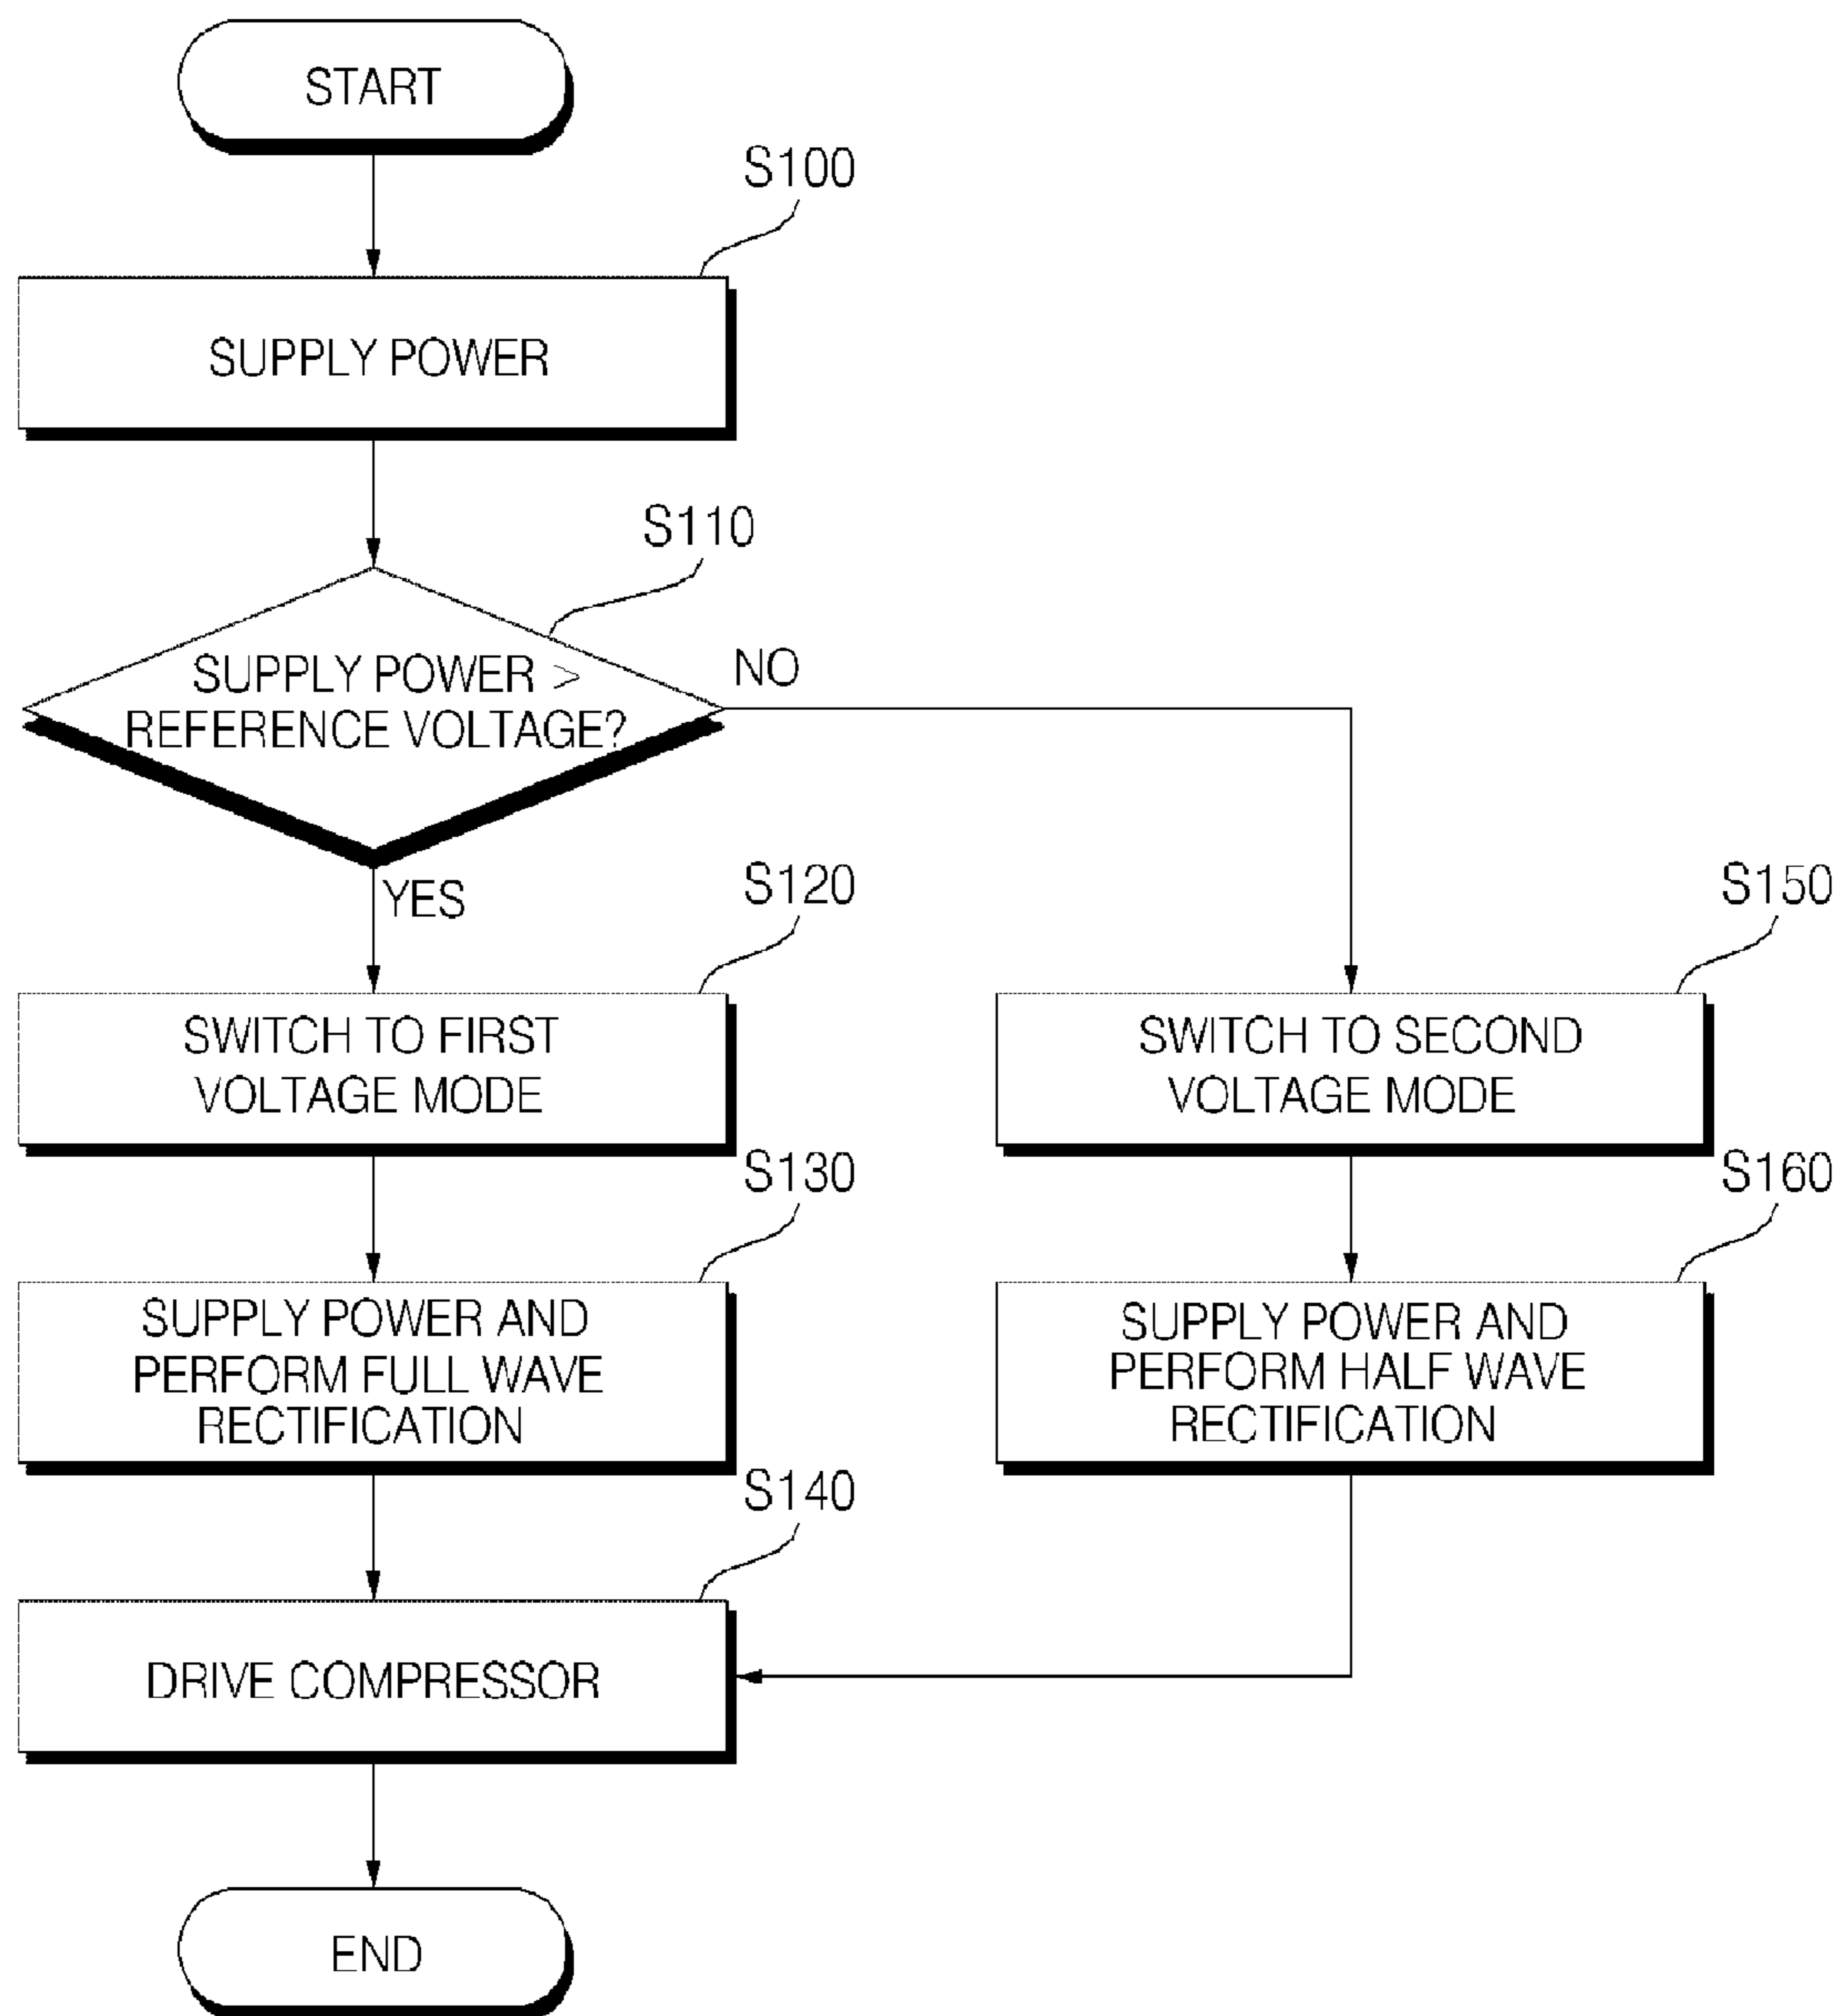 START
S100
SUPPLY POWER
S110
SUPPLY POWER >
REFERENCE VOLTAGE?
NO
YES
S120
SWITCH TO FIRST
VOLTAGE MODE
S150
SWITCH TO SECOND
VOLTAGE MODE
S130
SUPPLY POWER AND
PERFORM FULL WAVE
RECTIFICATION
S160
SUPPLY POWER AND
PERFORM HALF WAVE
RECTIFICATION
S140
DRIVE COMPRESSOR
END